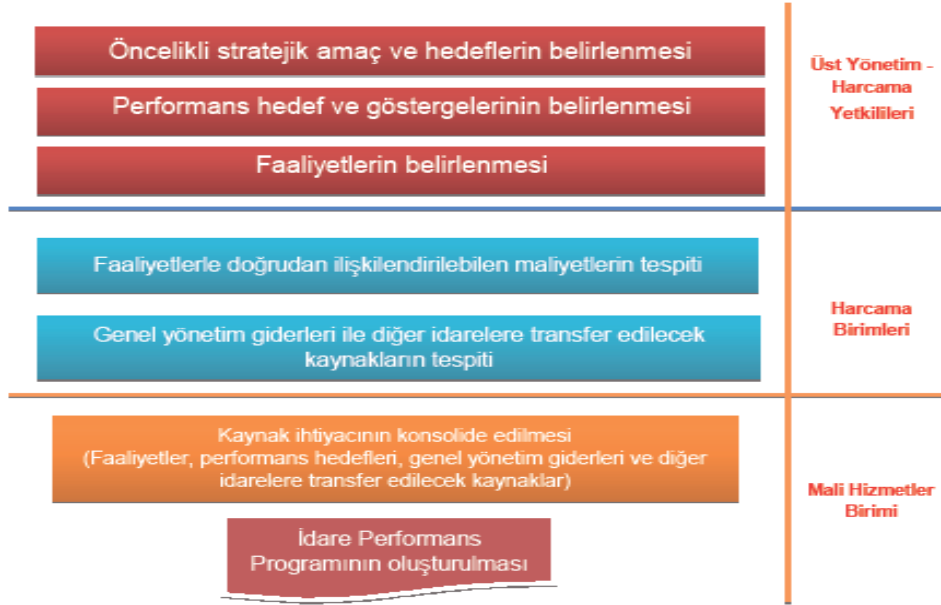 Öncelikli stratejik amaç ve hedeflerin belirlenmesi
Performans hedef ve göstergelerinin belirlenmesi
Faaliyetlerin belirlenmesi
Üst Yönetim -
Harcama
Yetkilileri
Faaliyetlerle doğrudan ilişkilendirilebilen maliyetlerin tespiti
Genel yönetim giderleri ile diğer idarelere transfer edilecek
kaynakların tespiti
Harcama
Birimleri
Kaynak ihtiyacının konsolide edilmesi
(Faaliyetler, performans hedefleri, genel yönetim giderleri ve diğer
idarelere transfer edilecek kaynaklar)
İdare Performans
Programının oluşturulması
Mali Hizmetler
Birimi